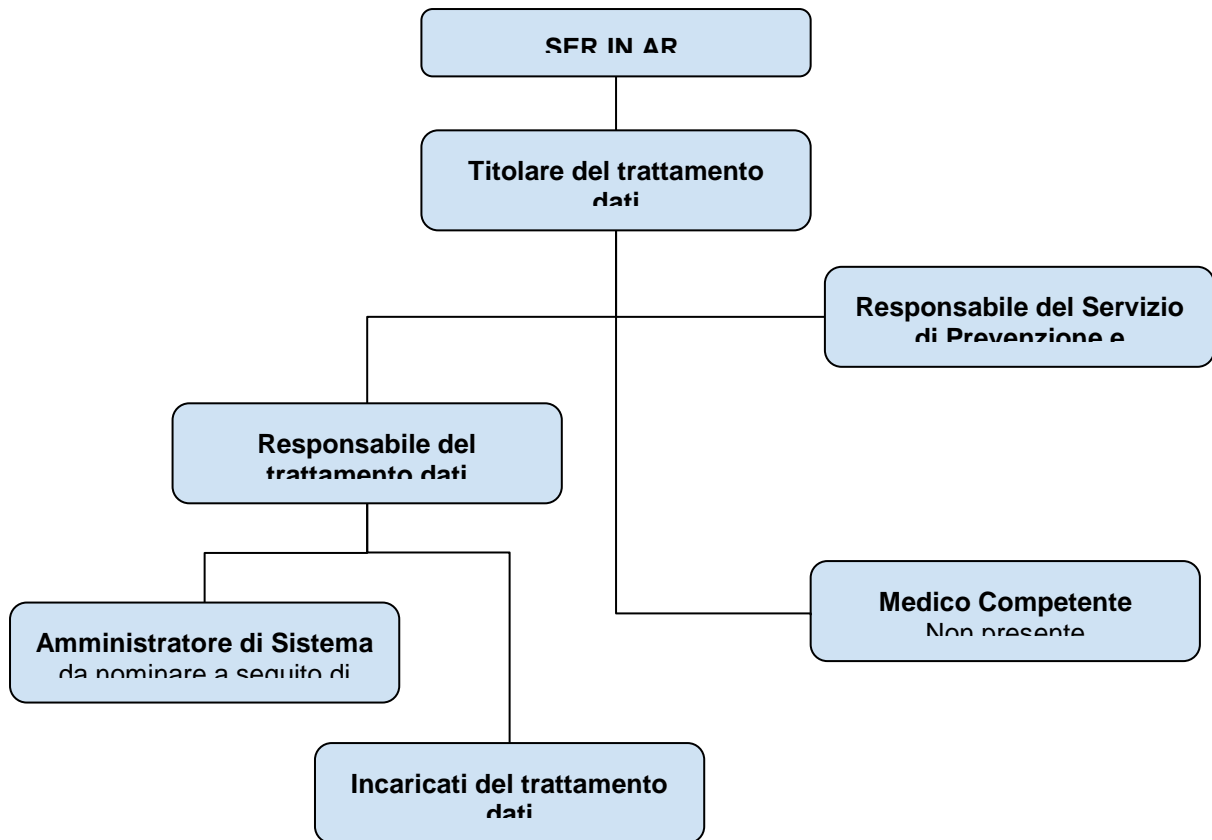 SER IN AR
Titolare del trattamento
dati
Responsabile del Servizio
di Prevenzione e
Responsabile del
trattamento dati
Amministratore di Sistema
da nominare a seguito di
Medico Competente
Non presente
Incaricati del trattamento
dati